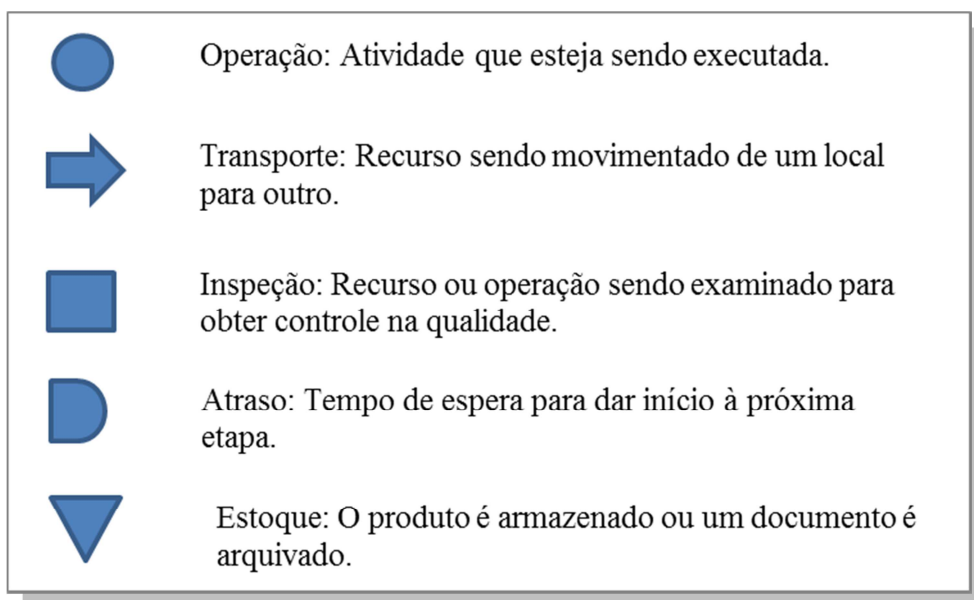 Operação: Atividade que esteja sendo executada.
Transporte: Recurso sendo movimentado de um local
para outro.
Inspeção: Recurso ou operação sendo examinado para
obter controle na qualidade.
Atraso: Tempo de espera para dar início à próxima
etapa.
Estoque: O produto é armazenado ou um documento é
arquivado.